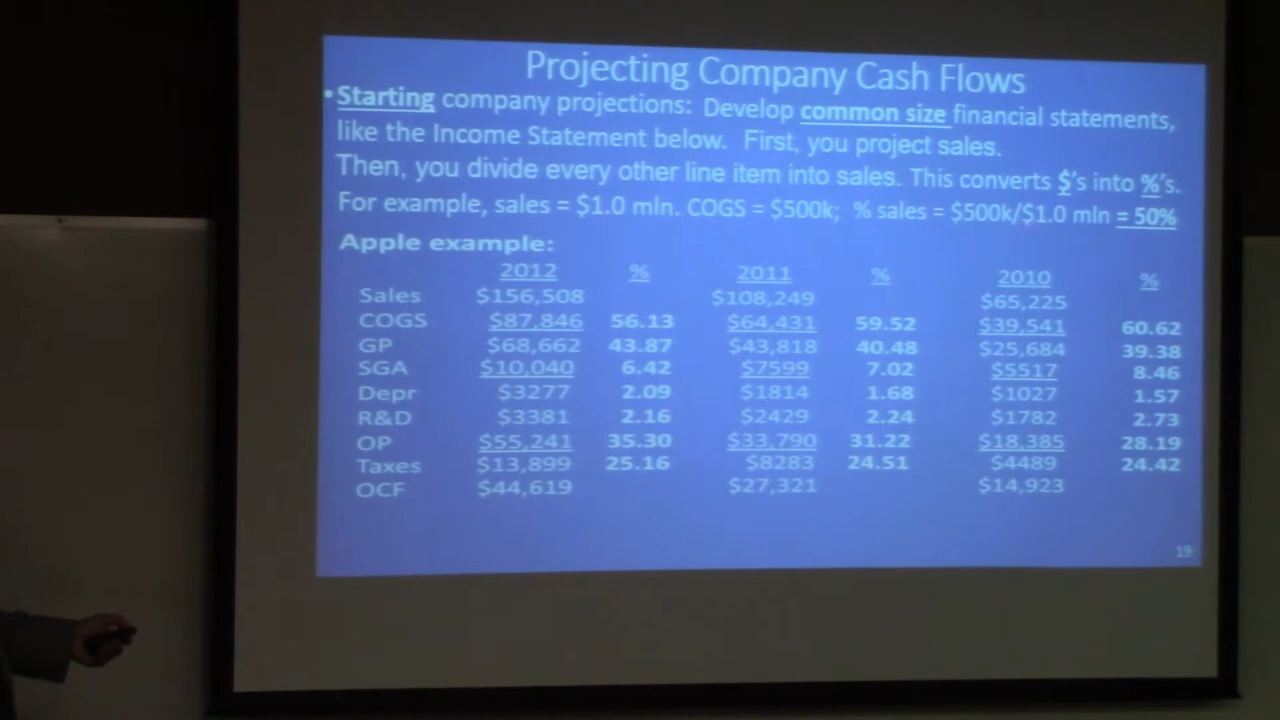 Projecting Company Cash Flows
•Starting company projections: Develop common size financial statements,
like the Income Statement below. First, you project sales.
Then, you divide every other line item into sales. This converts $'s into %'s.
For example, sales = $1.0 mln. COGS = $500k; % sales = $500k/$1.0 mln = 50%
Apple example:
2012 % 2011 % 2010 %
Sales $156,508 $108,249 $65,225
COGS $87,846 56.13 $64,431 59.52 $39,541 60.62
GP $68,662 43.87 $43,818 40.48 $25,684 39.38
SGA $10,040 6.42 $7599 7.02 $5517 8.46
Depr $3277 2.09 $1814 1.68 $1027 1.57
R&D $3381 2.16 $2429 2.24 $1782 2.73
OP $55,241 35.30 $33,790 31.22 $18,385 28.19
Taxes $13,899 25.16 $8283 24.51 $4489 24.42
OCF $44,619 $27,321 $14,923
19